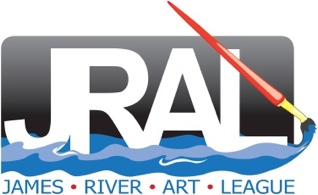 JRAL
JAMES • RIVER • ART • LEAGUE